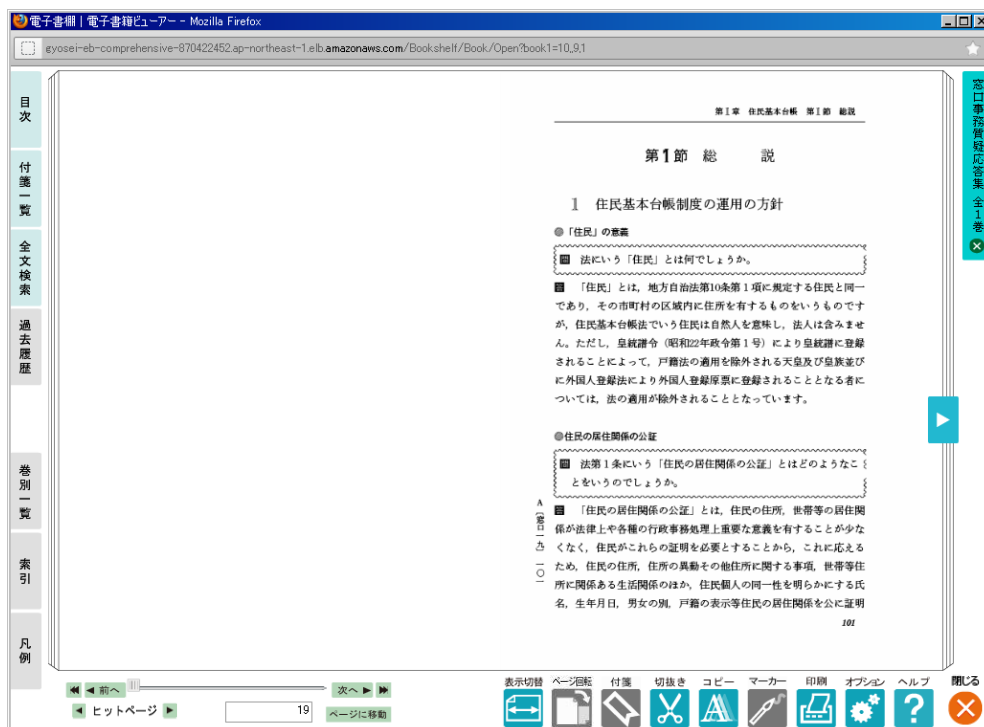 電子書棚 | 電子書籍ビューアー - Mozilla Firefox
gyosei-eb-comprehensive-870422452.ap-northeast-1.elb.amazonaws.com/Bookshelf/Book/Open?book1=10,9,1
目次
付箋一覧
全文検索
過去履歴
巻別一覧
索引
凡例
窓口事務質疑応答集 全1巻
第Ⅰ章 住民基本台帳 第Ⅰ節 総説
第1節 総 説
1 住民基本台帳制度の運用の方針
●「住民」の意義
問 法にいう「住民」とは何でしょうか。
答 「住民」とは，地方自治法第10条第1項に規定する住民と同一
であり，その市町村の区域内に住所を有するものをいうものです
が，住民基本台帳法でいう住民は自然人を意味し，法人は含みませ
ん。ただし，皇統譜令（昭和22年政令第1号）により皇統譜に登録
されることによって，戸籍法の適用を除外される天皇及び皇族並び
に外国人登録法により外国人登録原票に登録されることとなる者に
ついては，法の適用が除外されることとなっています。
●住民の居住関係の公証
問 法第1条にいう「住民の居住関係の公証」とはどのようなこ
とをいうのでしょうか。
答 「住民の居住関係の公証」とは，住民の住所，世帯等の居住関
係が法律上や各種の行政事務処理上重要な意義を有することが少な
くなく，住民がこれらの証明を必要とすることから，これに応える
ため，住民の住所，住所の異動その他住所に関する事項，世帯等住
所に関係ある生活関係のほか，住民個人の同一性を明らかにする氏
名，生年月日，男女の別，戸籍の表示等住民の居住関係を公に証明
A（窓口一九）一〇一
101
前へ
次へ
ヒットページ
19
ページに移動
表示切替
ページ回転
付箋
切抜き
コピー
マーカー
印刷
オプション
ヘルプ
閉じる